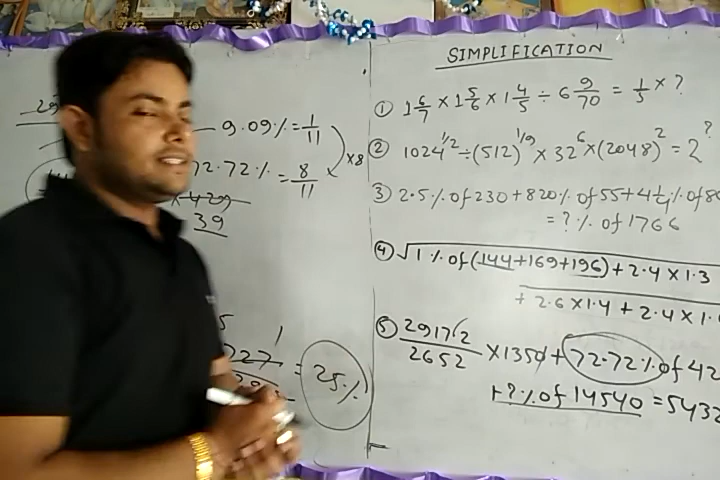 SIMPLIFICATION
① 1 6/7 × 1 5/6 × 1 4/5 ÷ 6 9/70 = 1/5 × ?
② 1024^1/2 ÷ (512)^1/9 × 32^6 × (2048)^2 = 2^?
③ 2.5% of 230 + 820% of 55 + 4 1/4 % of 80
= ? % of 1766
④ √1% of (144+169+196) + 2.4 × 1.3
+ 2.6 × 1.4 + 2.4 × 1.
⑤ 29172/2652 × 1350 + 72.72% of 42
+ ? % of 14540 = 5432
9.09% = 1/11
×8
72.72% = 8/11
× 429
39
= 25%